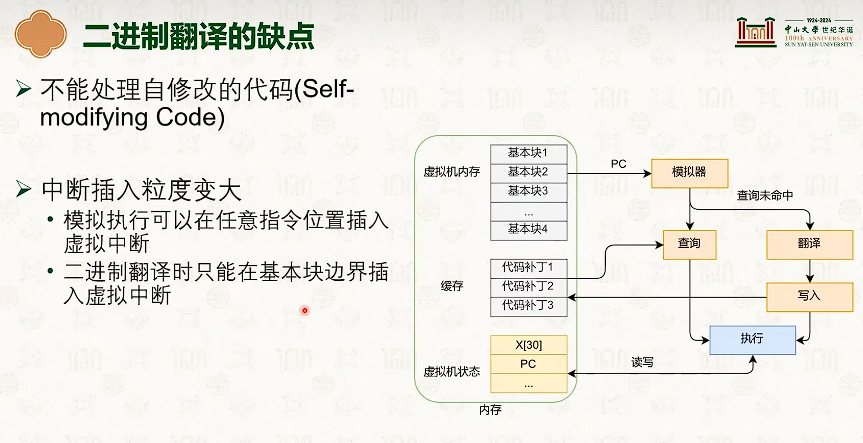 二进制翻译的缺点
1924-2024
中山大學 世纪华诞
100th ANNIVERSARY
SUN YAT-SEN UNIVERSITY
不能处理自修改的代码(Self-
modifying Code)
中断插入粒度变大
模拟执行可以在任意指令位置插入
虚拟中断
二进制翻译时只能在基本块边界插
入虚拟中断
虚拟机内存
基本块1
基本块2
基本块3
...
基本块4
缓存
代码补丁1
代码补丁2
代码补丁3
虚拟机状态
X[30]
PC
...
内存
PC
模拟器
查询未命中
查询
翻译
写入
执行
读写